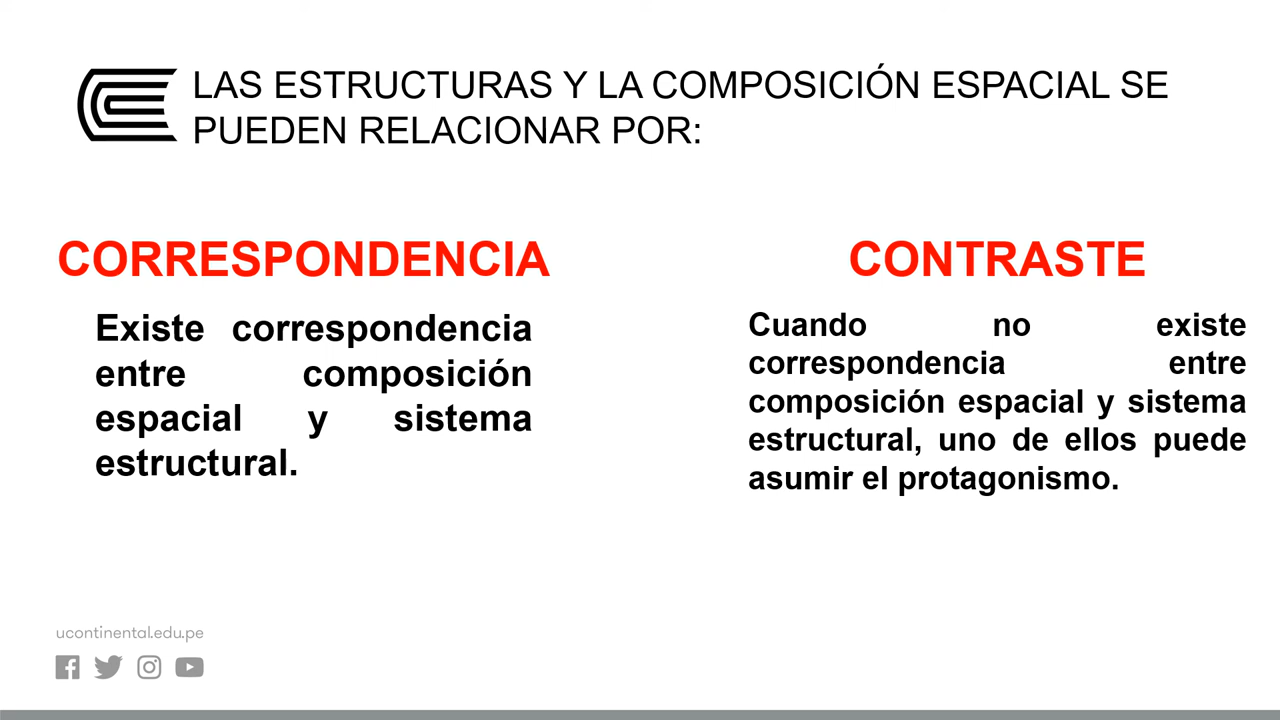 LAS ESTRUCTURAS Y LA COMPOSICIÓN ESPACIAL SE
PUEDEN RELACIONAR POR:
CORRESPONDENCIA
Existe correspondencia
entre composición
espacial y sistema
estructural.
CONTRASTE
Cuando no existe
correspondencia entre
composición espacial y sistema
estructural, uno de ellos puede
asumir el protagonismo.
ucontinental.edu.pe